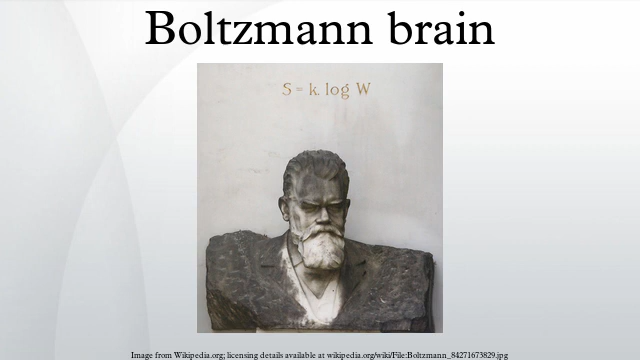 Boltzmann brain
S = k. log W
Image from Wikipedia.org; licensing details available at wikipedia.org/wiki/File:Boltzmann_84271673829.jpg